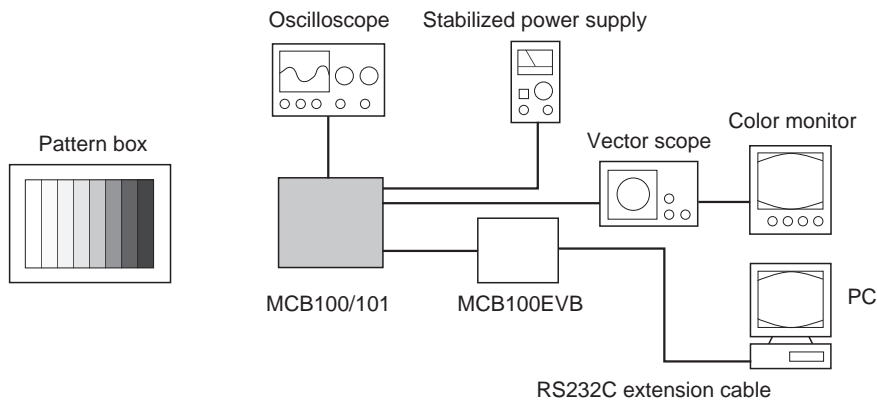 Oscilloscope
Stabilized power supply
Pattern box
Vector scope
Color monitor
MCB100/101
MCB100EVB
PC
RS232C extension cable